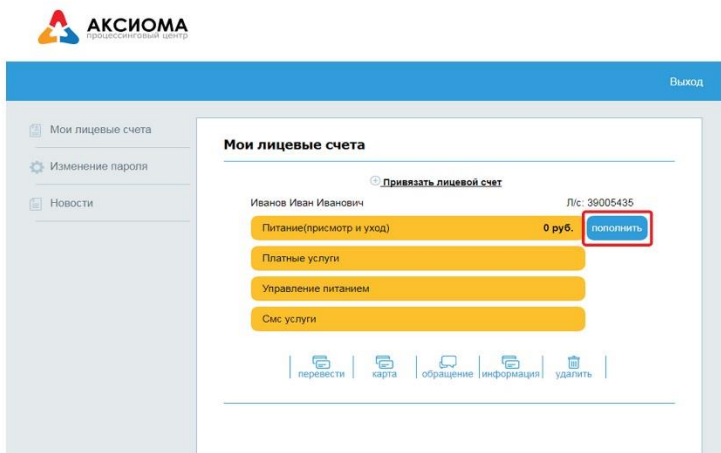 АКСИОМА
процессинговый центр
Выход
Мои лицевые счета
Изменение пароля
Новости
Мои лицевые счета
Привязать лицевой счет
Иванов Иван Иванович Л/с: 39005435
Питание(присмотр и уход) 0 руб. пополнить
Платные услуги
Управление питанием
Смс услуги
перевести карта обращение информация удалить